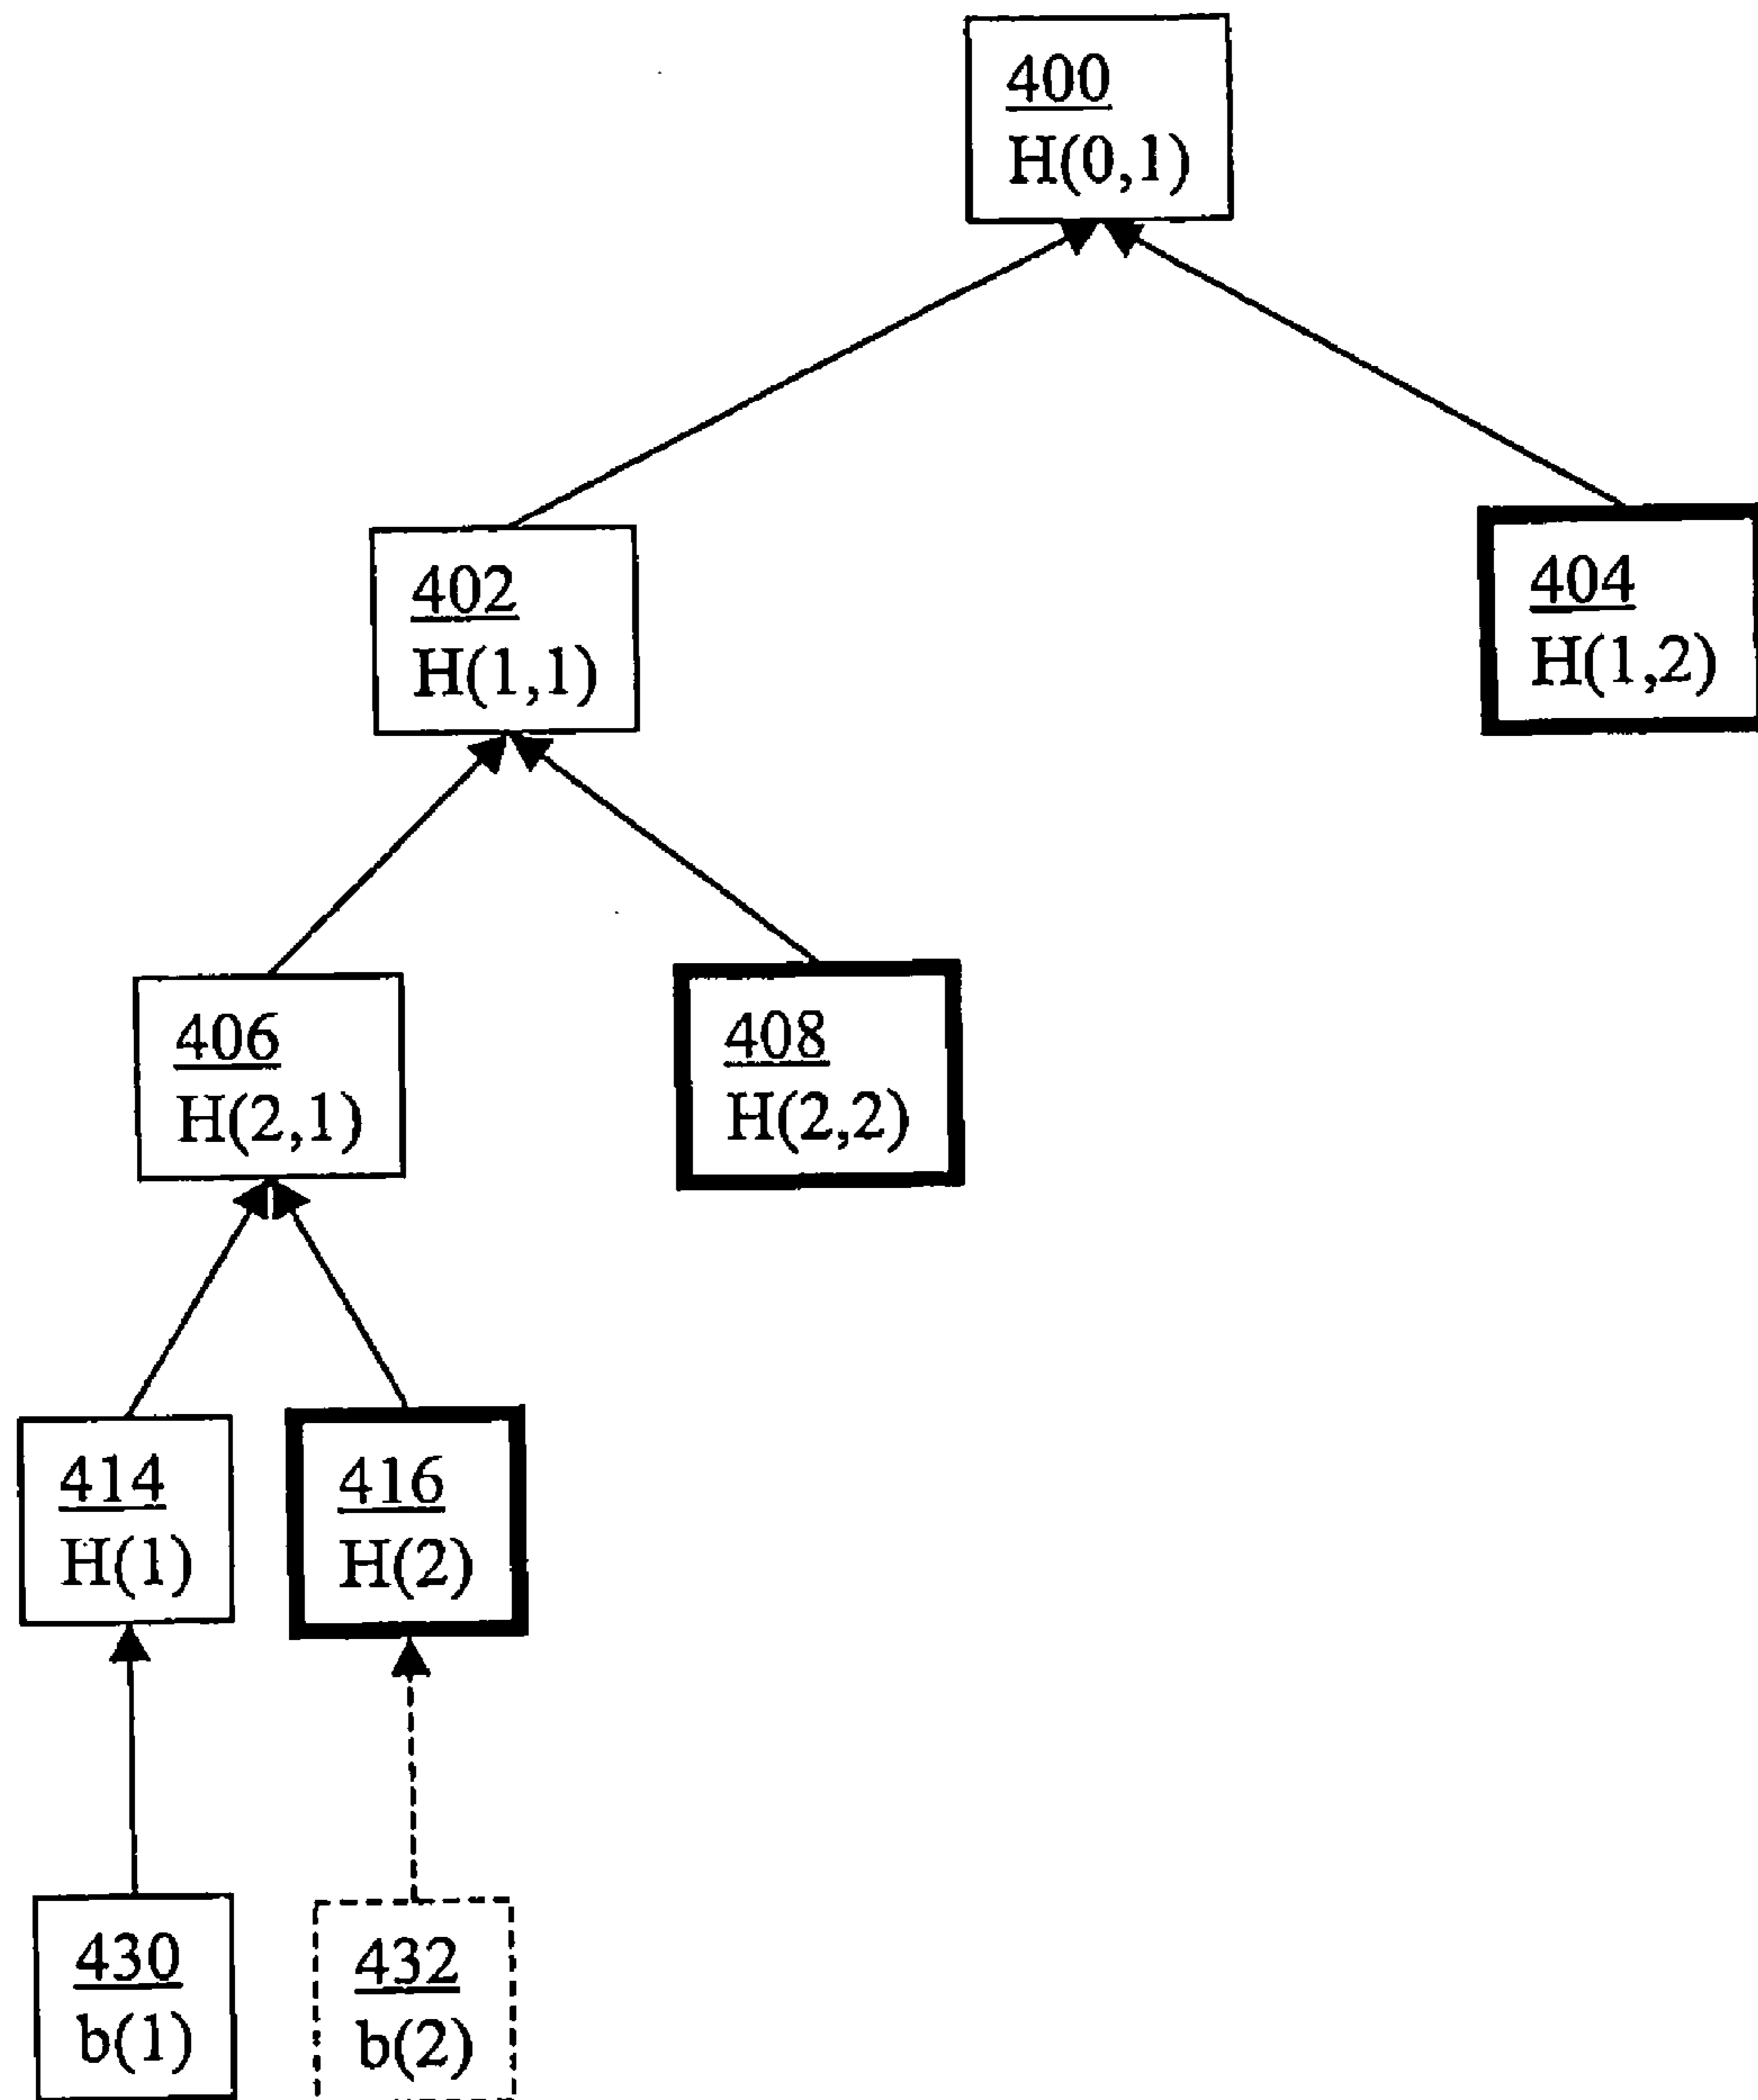 400
H(0,1)
402
H(1,1)
404
H(1,2)
406
H(2,1)
408
H(2,2)
414
H(1)
416
H(2)
430
b(1)
432
b(2)